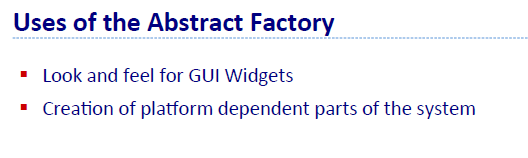 Uses of the Abstract Factory
Look and feel for GUI Widgets
Creation of platform dependent parts of the system